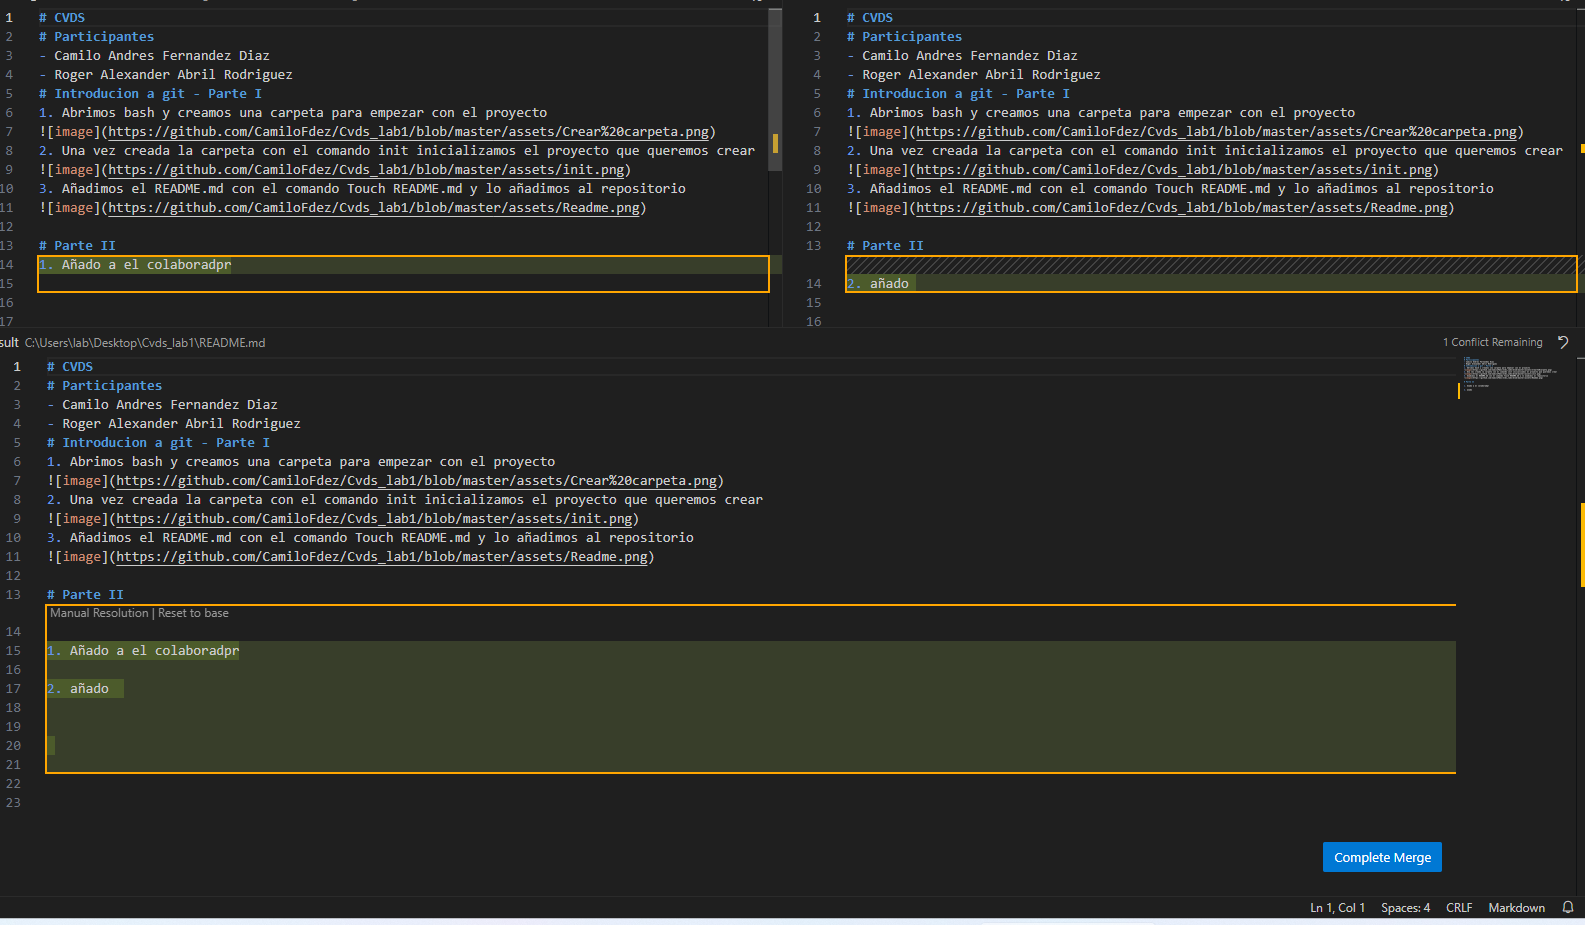 1 # CVDS
2 # Participantes
3 - Camilo Andres Fernandez Diaz
4 - Roger Alexander Abril Rodriguez
5 # Introducion a git - Parte I
6 1. Abrimos bash y creamos una carpeta para empezar con el proyecto
7 ![image](https://github.com/CamiloFdez/Cvds_lab1/blob/master/assets/Crear%20carpeta.png)
8 2. Una vez creada la carpeta con el comando init inicializamos el proyecto que queremos crear
9 ![image](https://github.com/CamiloFdez/Cvds_lab1/blob/master/assets/init.png)
10 3. Añadimos el README.md con el comando Touch README.md y lo añadimos al repositorio
11 ![image](https://github.com/CamiloFdez/Cvds_lab1/blob/master/assets/Readme.png)
12
13 # Parte II
14 1. Añado a el colaboradpr
15
16
17
1 # CVDS
2 # Participantes
3 - Camilo Andres Fernandez Diaz
4 - Roger Alexander Abril Rodriguez
5 # Introducion a git - Parte I
6 1. Abrimos bash y creamos una carpeta para empezar con el proyecto
7 ![image](https://github.com/CamiloFdez/Cvds_lab1/blob/master/assets/Crear%20carpeta.png)
8 2. Una vez creada la carpeta con el comando init inicializamos el proyecto que queremos crear
9 ![image](https://github.com/CamiloFdez/Cvds_lab1/blob/master/assets/init.png)
10 3. Añadimos el README.md con el comando Touch README.md y lo añadimos al repositorio
11 ![image](https://github.com/CamiloFdez/Cvds_lab1/blob/master/assets/Readme.png)
12
13 # Parte II
14 2. añado
15
16
sult C:\Users\lab\Desktop\Cvds_lab1\README.md 1 Conflict Remaining
1 # CVDS
2 # Participantes
3 - Camilo Andres Fernandez Diaz
4 - Roger Alexander Abril Rodriguez
5 # Introducion a git - Parte I
6 1. Abrimos bash y creamos una carpeta para empezar con el proyecto
7 ![image](https://github.com/CamiloFdez/Cvds_lab1/blob/master/assets/Crear%20carpeta.png)
8 2. Una vez creada la carpeta con el comando init inicializamos el proyecto que queremos crear
9 ![image](https://github.com/CamiloFdez/Cvds_lab1/blob/master/assets/init.png)
10 3. Añadimos el README.md con el comando Touch README.md y lo añadimos al repositorio
11 ![image](https://github.com/CamiloFdez/Cvds_lab1/blob/master/assets/Readme.png)
12
13 # Parte II
Manual Resolution | Reset to base
14
15 1. Añado a el colaboradpr
16
17 2. añado
18
19
20
21
22
23
Complete Merge
Ln 1, Col 1 Spaces: 4 CRLF Markdown